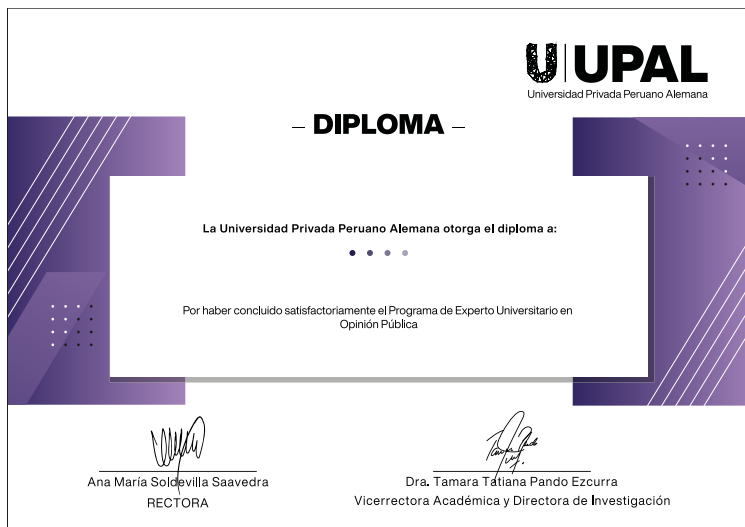 UPAL
Universidad Privada Peruano Alemana
– DIPLOMA –
La Universidad Privada Peruano Alemana otorga el diploma a:
Por haber concluido satisfactoriamente el Programa de Experto Universitario en
Opinión Pública
Ana María Soldevilla Saavedra
RECTORA
Dra. Tamara Tatiana Pando Ezcurra
Vicerrectora Académica y Directora de Investigación